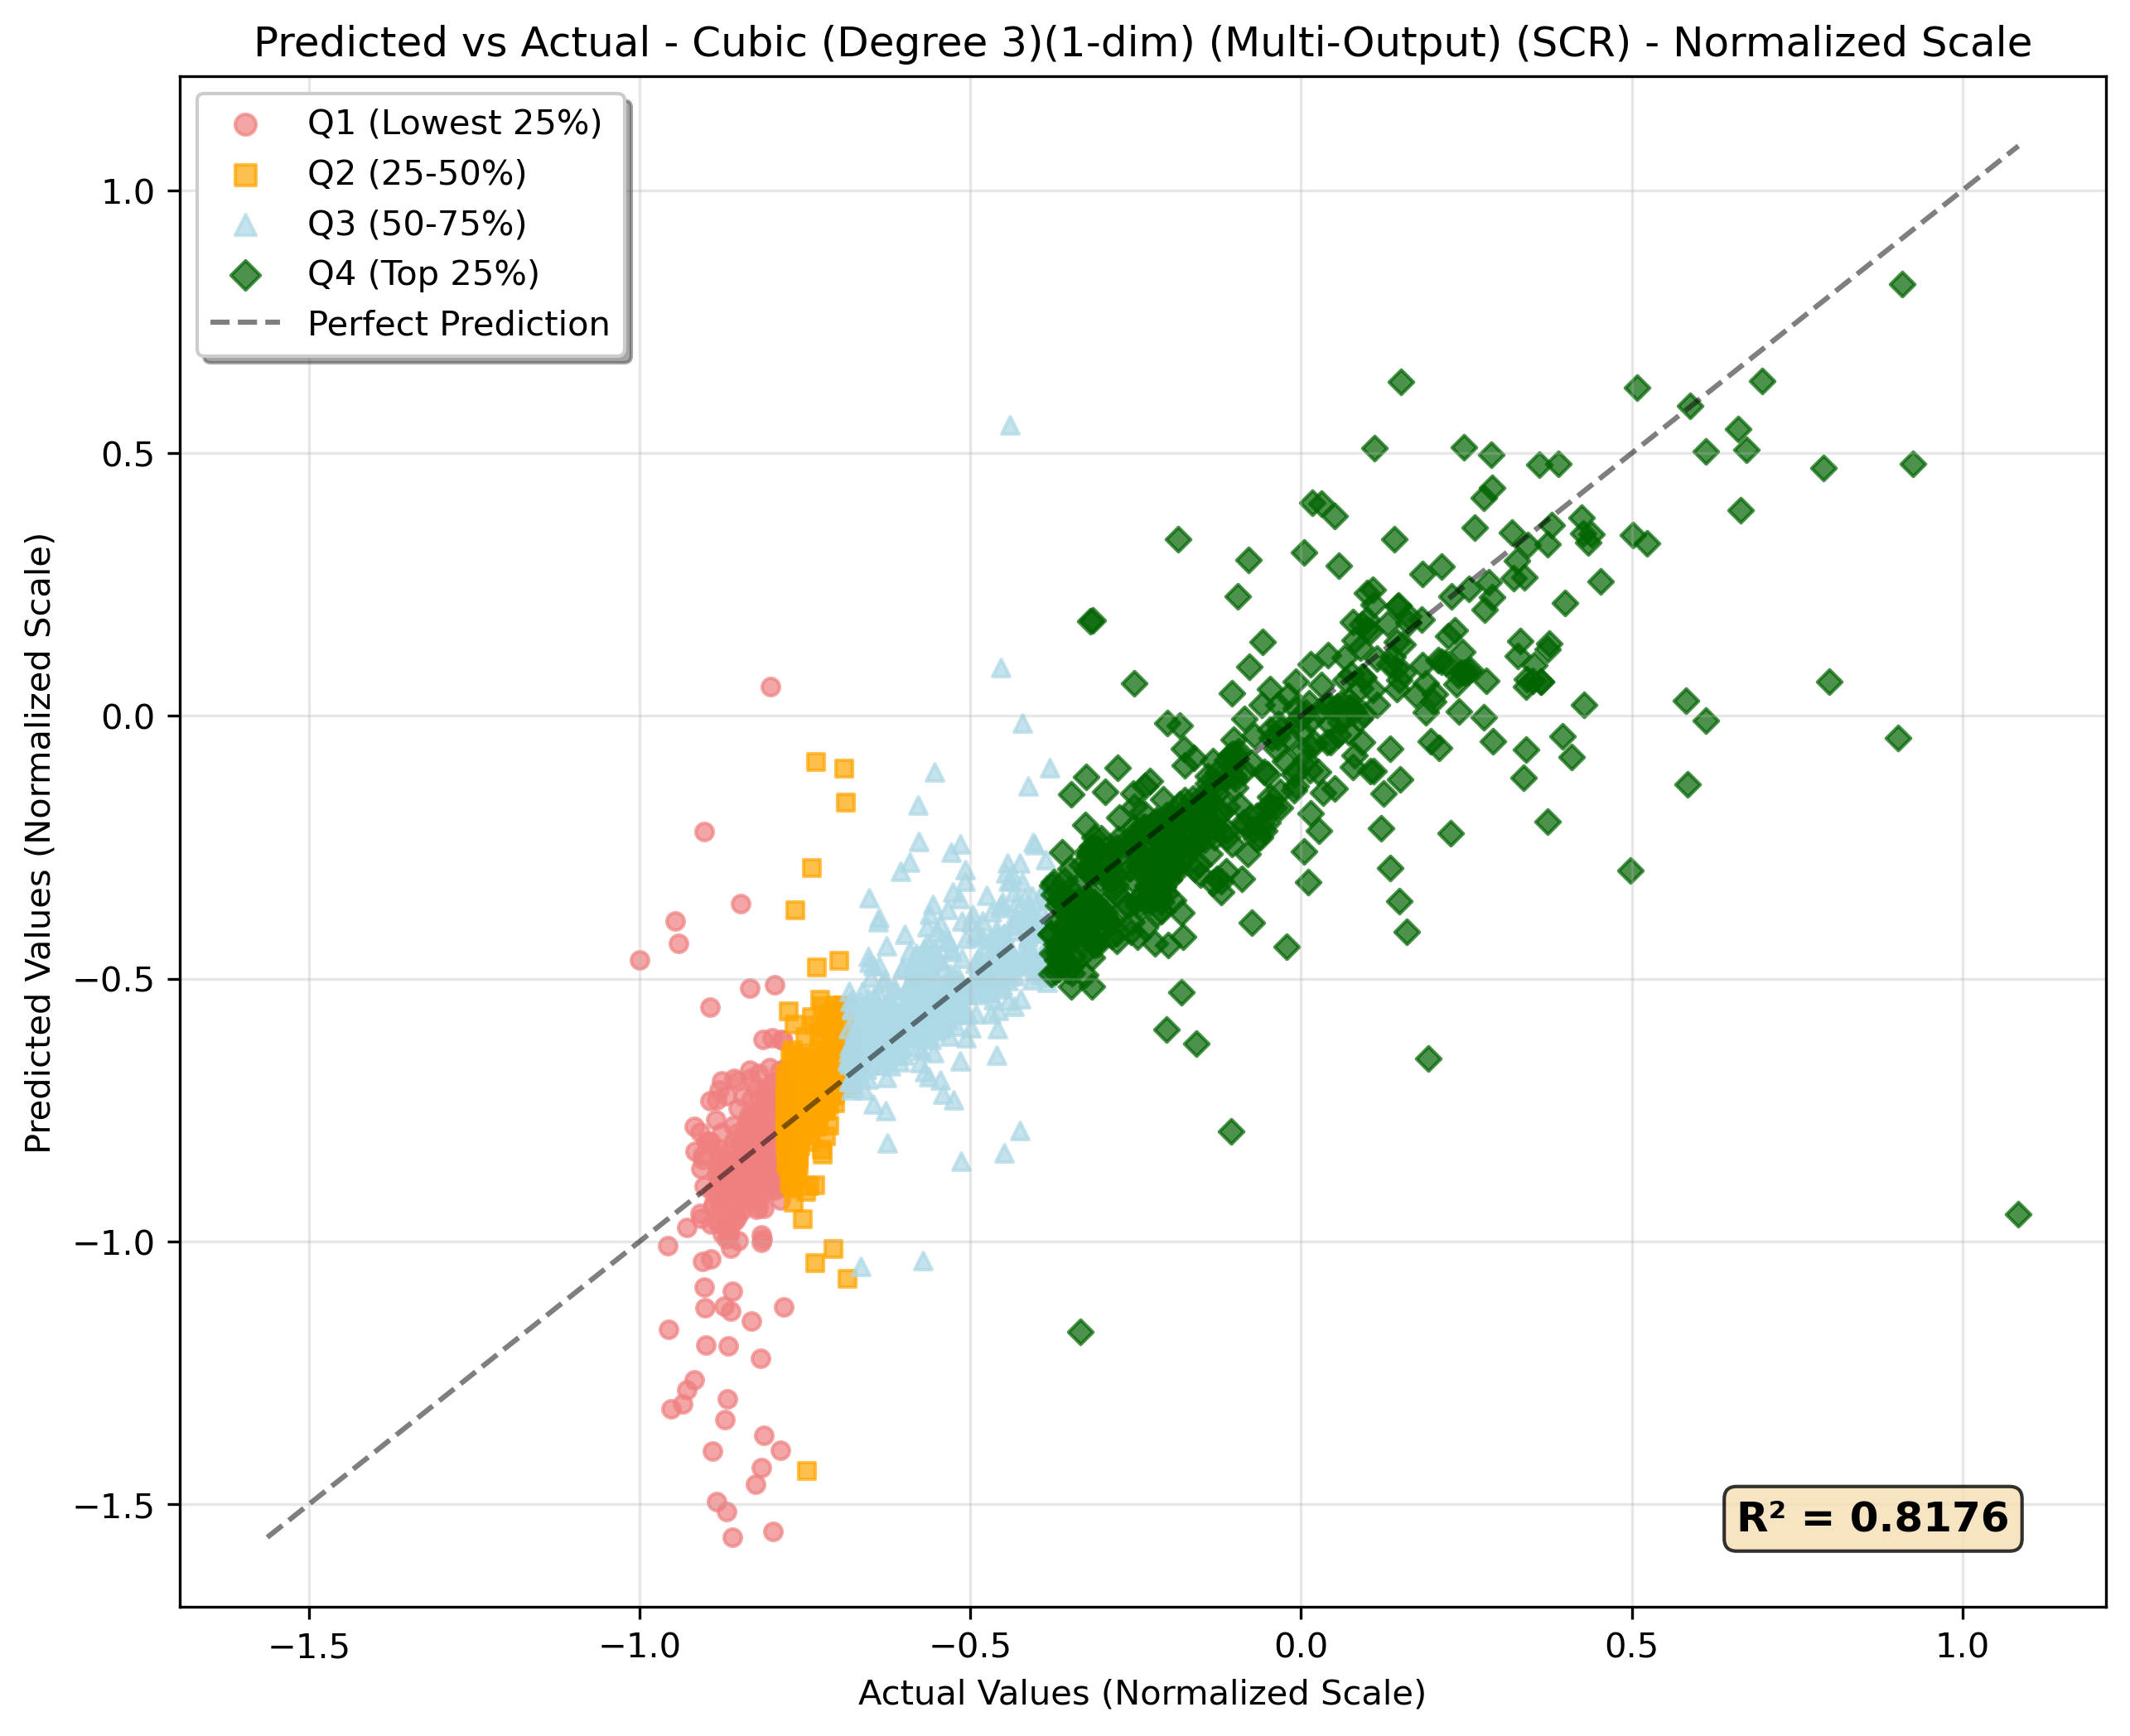 Predicted vs Actual - Cubic (Degree 3)(1-dim) (Multi-Output) (SCR) - Normalized Scale
Q1 (Lowest 25%)
Q2 (25-50%)
Q3 (50-75%)
Q4 (Top 25%)
Perfect Prediction
Predicted Values (Normalized Scale)
1.0
0.5
0.0
−0.5
−1.0
−1.5
R² = 0.8176
−1.5 −1.0 −0.5 0.0 0.5 1.0
Actual Values (Normalized Scale)